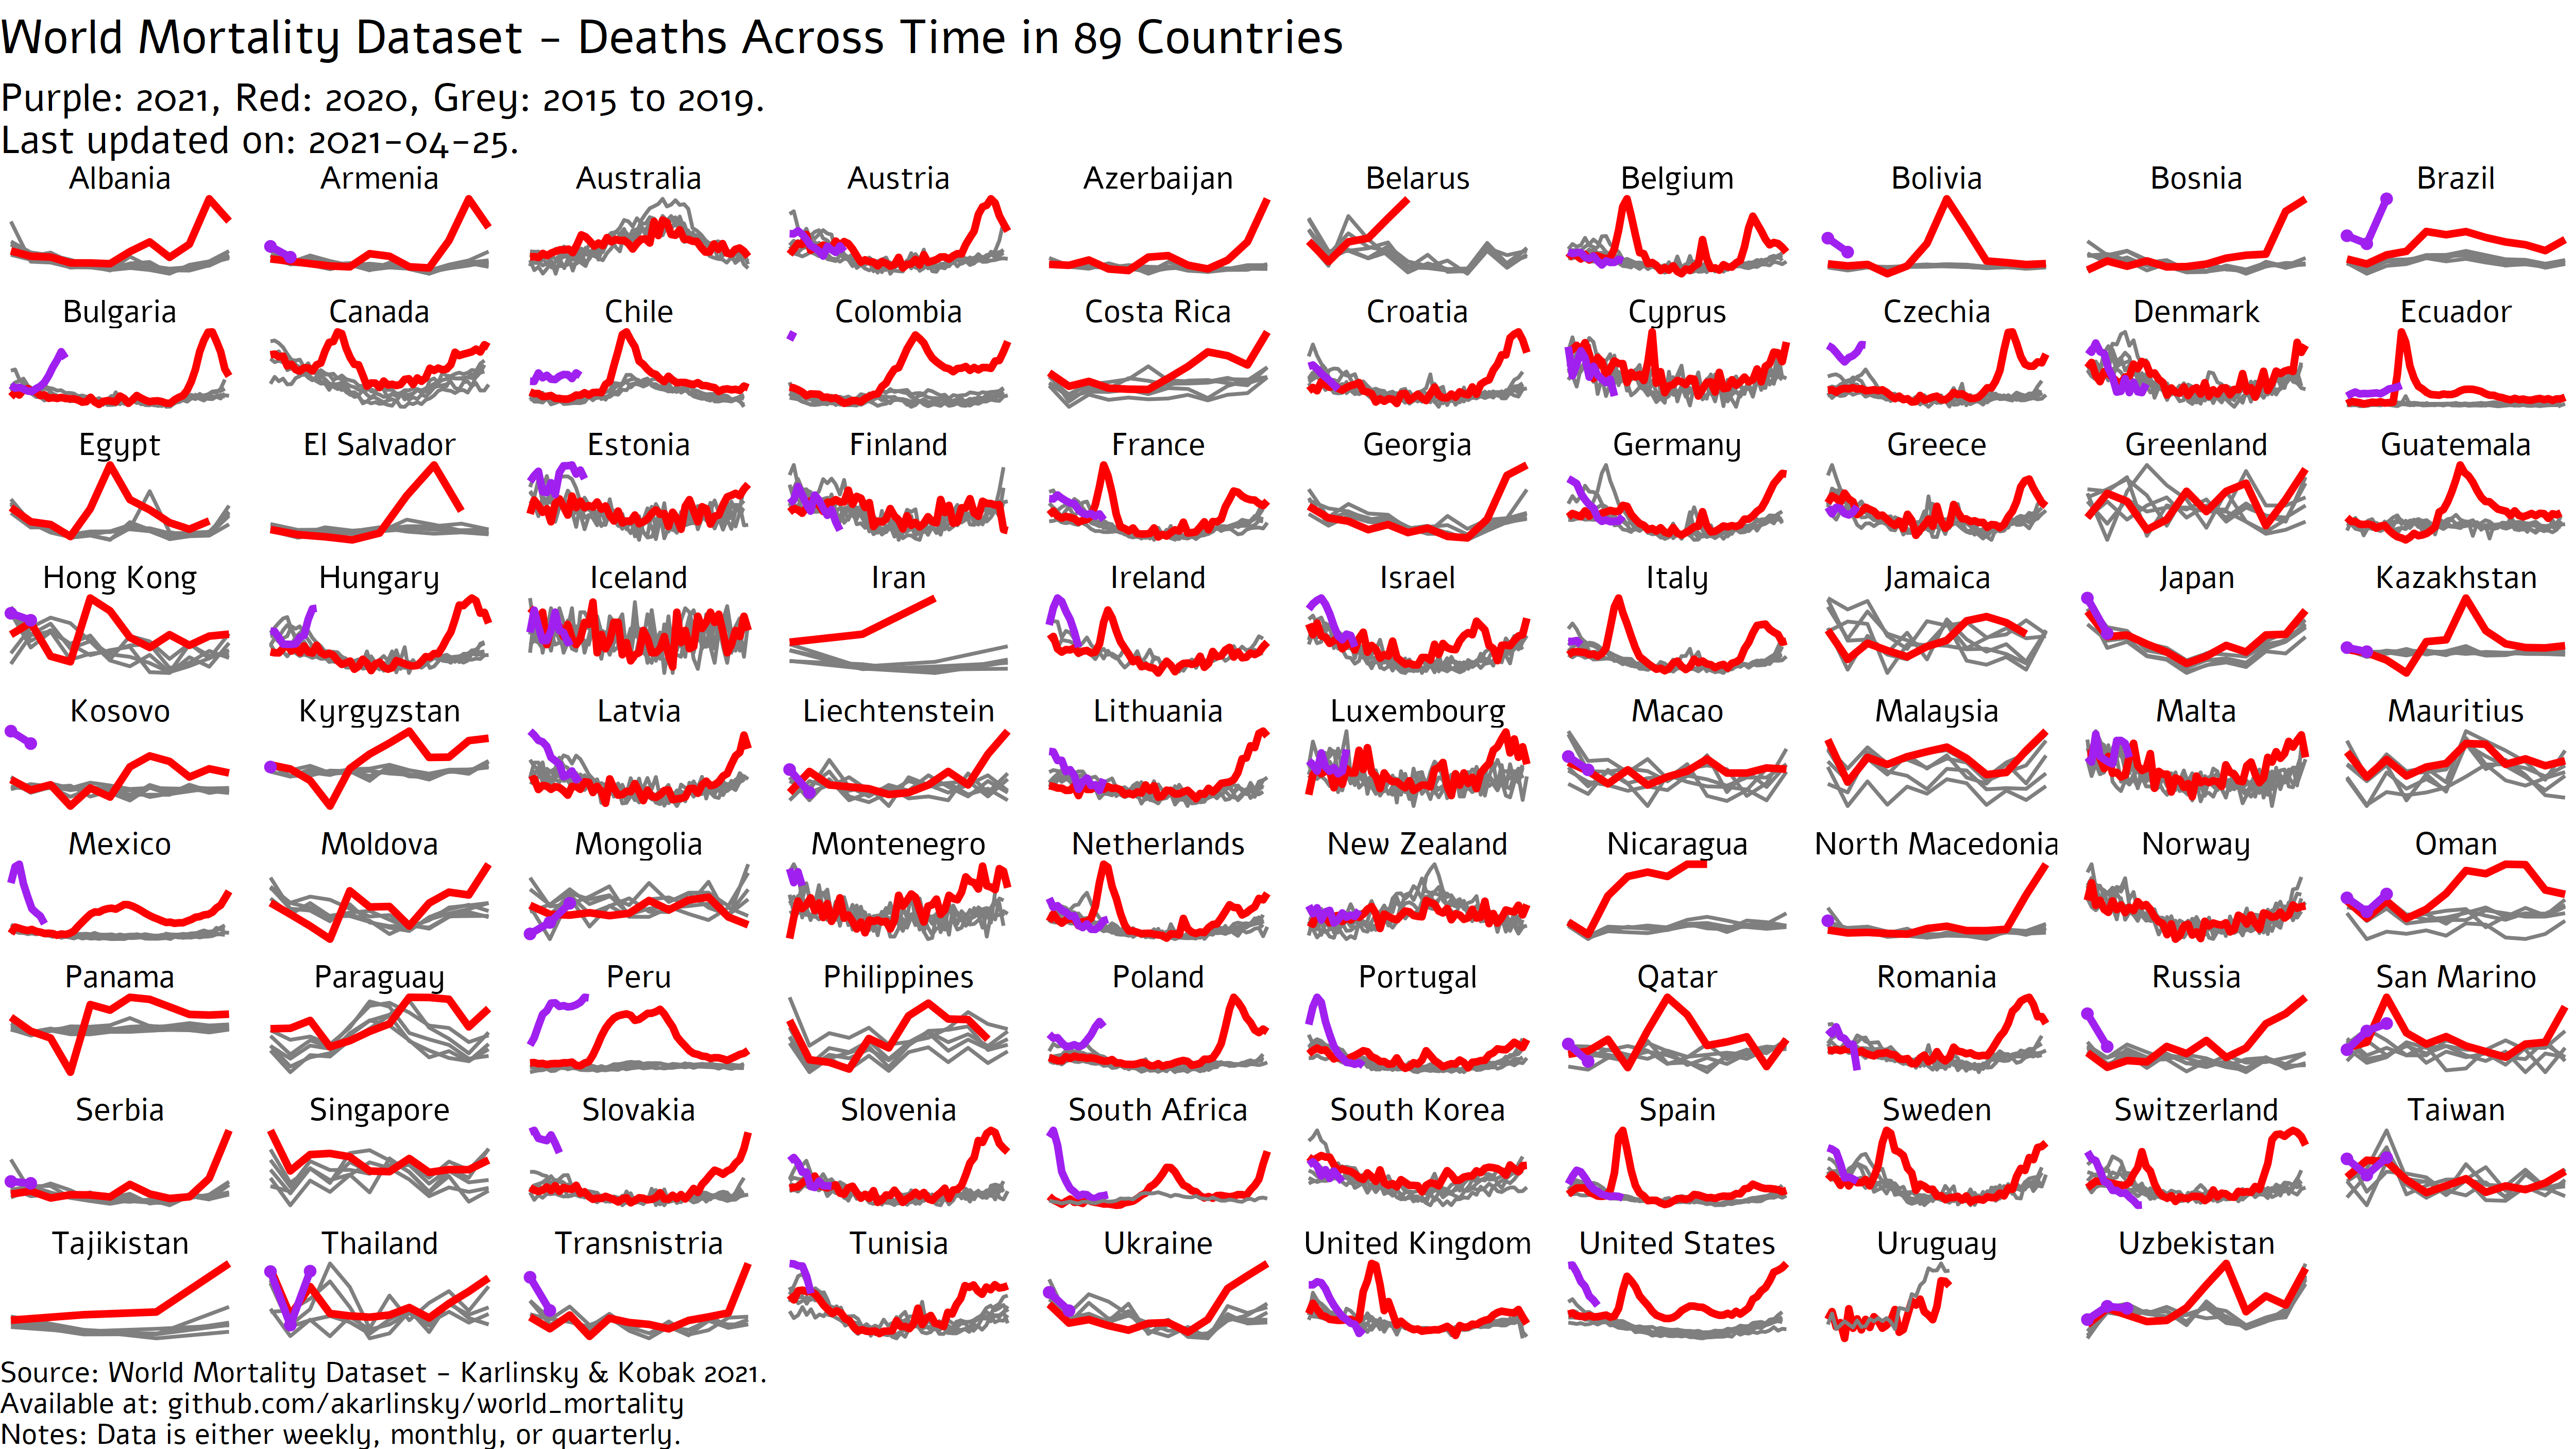 World Mortality Dataset - Deaths Across Time in 89 Countries
Purple: 2021, Red: 2020, Grey: 2015 to 2019.
Last updated on: 2021-04-25.
Albania Armenia Australia Austria Azerbaijan Belarus Belgium Bolivia Bosnia Brazil
Bulgaria Canada Chile Colombia Costa Rica Croatia Cyprus Czechia Denmark Ecuador
Egypt El Salvador Estonia Finland France Georgia Germany Greece Greenland Guatemala
Hong Kong Hungary Iceland Iran Ireland Israel Italy Jamaica Japan Kazakhstan
Kosovo Kyrgyzstan Latvia Liechtenstein Lithuania Luxembourg Macao Malaysia Malta Mauritius
Mexico Moldova Mongolia Montenegro Netherlands New Zealand Nicaragua North Macedonia Norway Oman
Panama Paraguay Peru Philippines Poland Portugal Qatar Romania Russia San Marino
Serbia Singapore Slovakia Slovenia South Africa South Korea Spain Sweden Switzerland Taiwan
Tajikistan Thailand Transnistria Tunisia Ukraine United Kingdom United States Uruguay Uzbekistan
Source: World Mortality Dataset - Karlinsky & Kobak 2021.
Available at: github.com/akarlinsky/world_mortality
Notes: Data is either weekly, monthly, or quarterly.